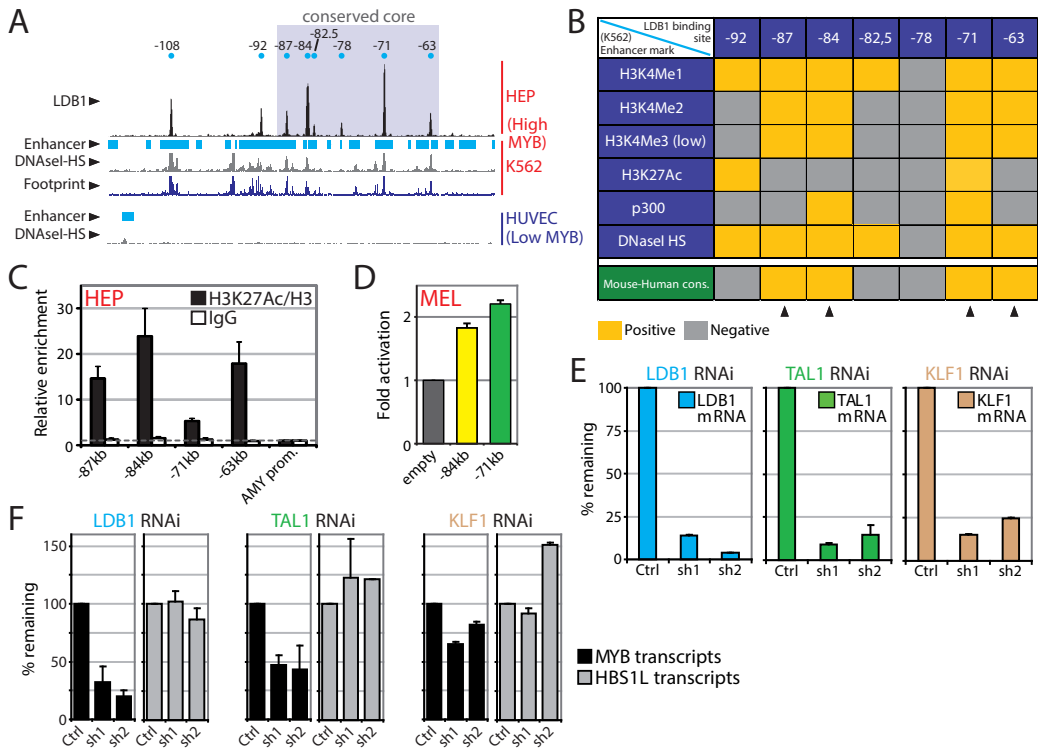 A
conserved core
-82.5
-108
-92
-87
-84
/
-78
-71
-63
LDB1
HEP
(High
MYB)
Enhancer
DNAseI-HS
K562
Footprint
Enhancer
HUVEC
DNAseI-HS
(Low MYB)
B
LDB1 binding
site
(K562)
Enhancer mark
-92
-87
-84
-82,5
-78
-71
-63
H3K4Me1
H3K4Me2
H3K4Me3 (low)
H3K27Ac
p300
DNaseI HS
Mouse-Human cons.
Positive
Negative
C
HEP
H3K27Ac/H3
IgG
Relative enrichment
30
20
10
0
-87kb
-84kb
-71kb
-63kb
AMY prom.
D
MEL
Fold activation
2
1
0
empty
-84kb
-71kb
E
LDB1 RNAi
TAL1 RNAi
KLF1 RNAi
LDB1
mRNA
TAL1
mRNA
KLF1
mRNA
% remaining
100
75
50
25
0
Ctrl sh1 sh2
Ctrl sh1 sh2
Ctrl sh1 sh2
F
LDB1 RNAi
TAL1 RNAi
KLF1 RNAi
% remaining
150
100
50
0
Ctrl sh1 sh2
Ctrl sh1 sh2
Ctrl sh1 sh2
Ctrl sh1 sh2
Ctrl sh1 sh2
Ctrl sh1 sh2
MYB transcripts
HBS1L transcripts